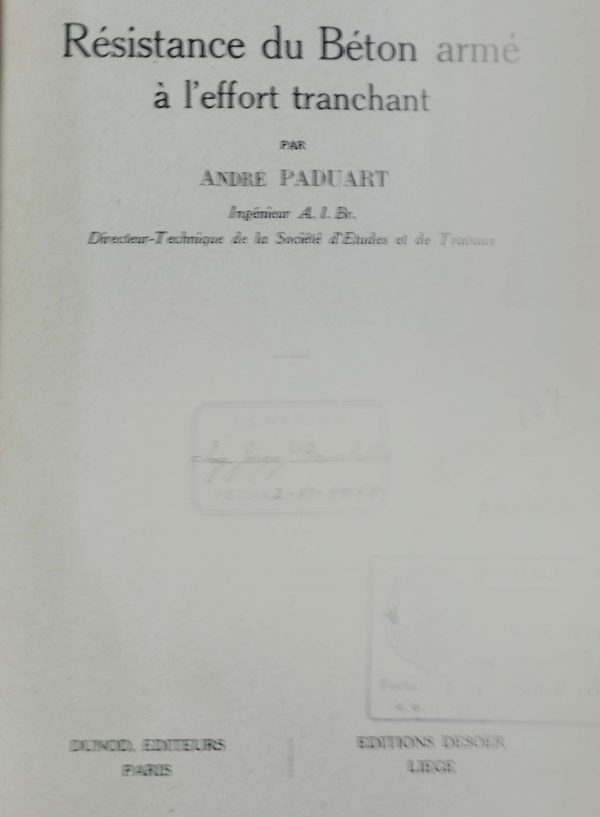 Résistance du Béton armé
à l'effort tranchant
PAR
ANDRE PADUART
Ingénieur A. I. Br.
Directeur-Technique de la Société d'Etudes et de Travaux
DUNOD, EDITEURS
PARIS
EDITIONS DESOER
LIEGE